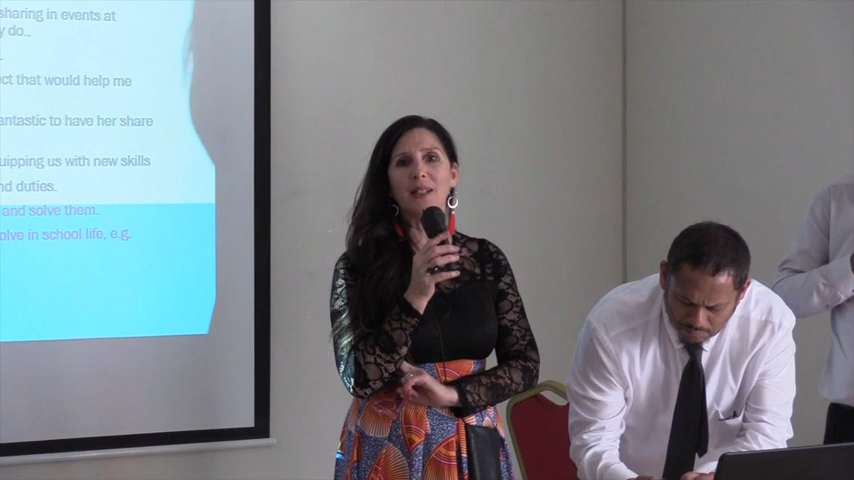 sharing in events at
y do..
ct that would help me
antastic to have her share
uipping us with new skills
nd duties.
and solve them.
olve in school life, e.g.